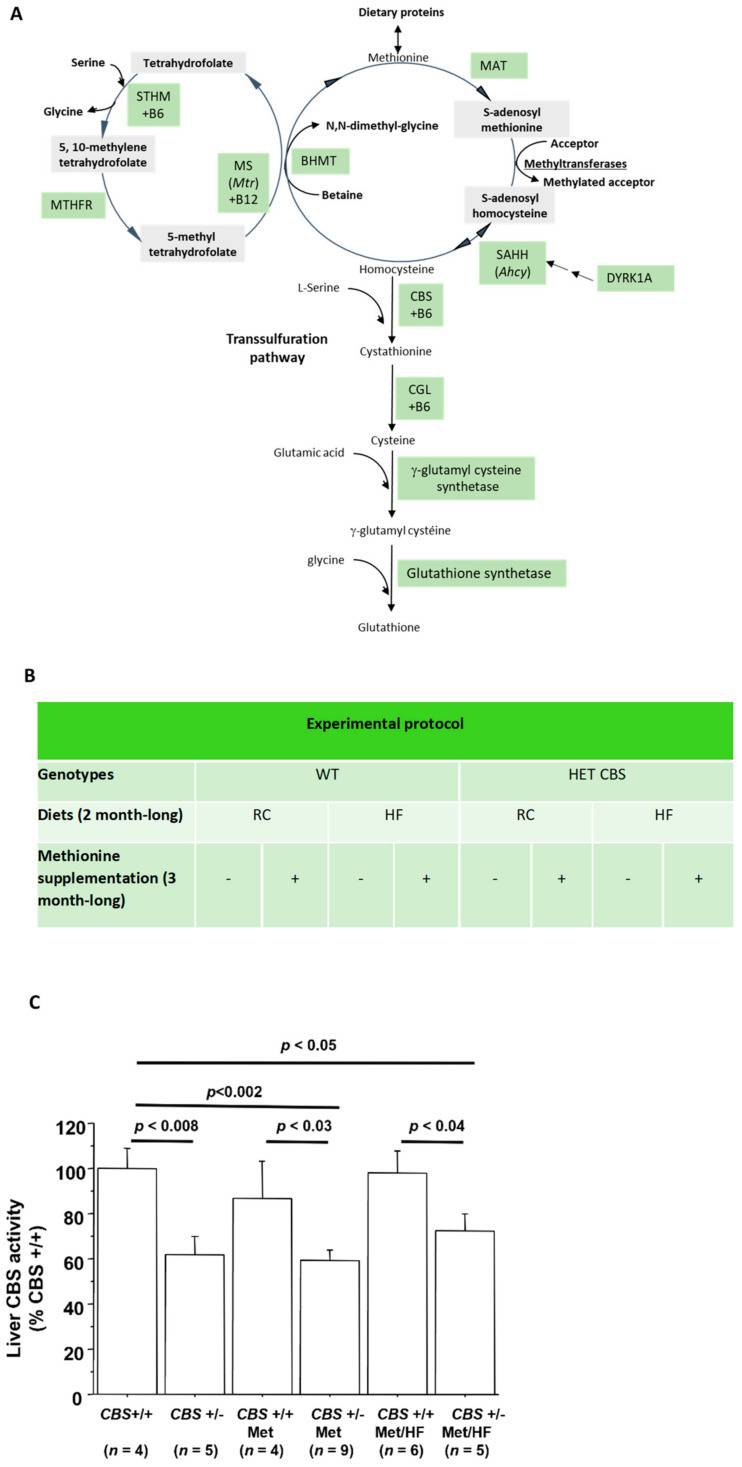 A
Dietary proteins
Methionine
MAT
Serine
Tetrahydrofolate
STHM
+B6
Glycine
5, 10-methylene
tetrahydrofolate
MTHFR
5-methyl
tetrahydrofolate
MS
(Mtr)
+B12
BHMT
N,N-dimethyl-glycine
Betaine
S-adenosyl
methionine
Acceptor
Methyltransferases
Methylated acceptor
S-adenosyl
homocysteine
SAHH
(Ahcy)
DYRK1A
Homocysteine
L-Serine
CBS
+B6
Transsulfuration
pathway
Cystathionine
CGL
+B6
Cysteine
Glutamic acid
γ-glutamyl cysteine
synthetase
γ-glutamyl cystéine
glycine
Glutathione synthetase
Glutathione
B
Experimental protocol
Genotypes WT HET CBS
Diets (2 month-long) RC HF RC HF
Methionine
supplementation (3 - + - + - + - +
month-long)
C
p < 0.05
p<0.002
p < 0.008 p < 0.03 p < 0.04
Liver CBS activity
(% CBS +/+)
120
100
80
60
40
20
0
CBS+/+ CBS +/- CBS +/+ CBS +/- CBS +/+ CBS +/-
Met Met Met/HF Met/HF
(n = 4) (n = 5) (n = 4) (n = 9) (n = 6) (n = 5)